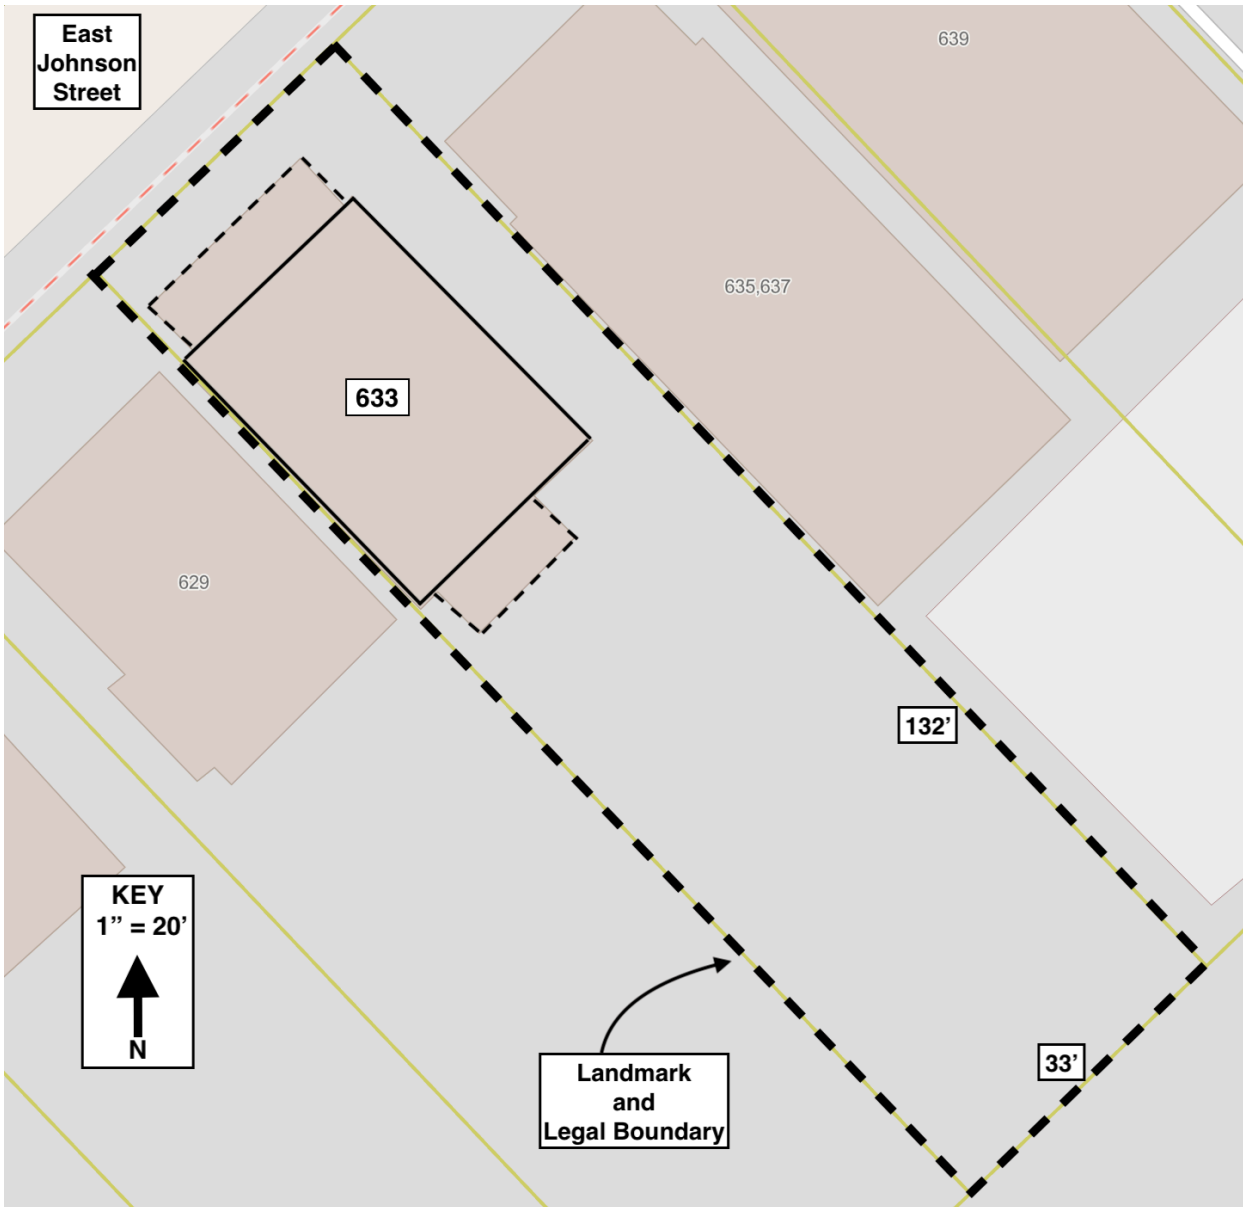 East
Johnson
Street
639
635,637
633
629
132’
KEY
1” = 20’
N
33’
Landmark
and
Legal Boundary